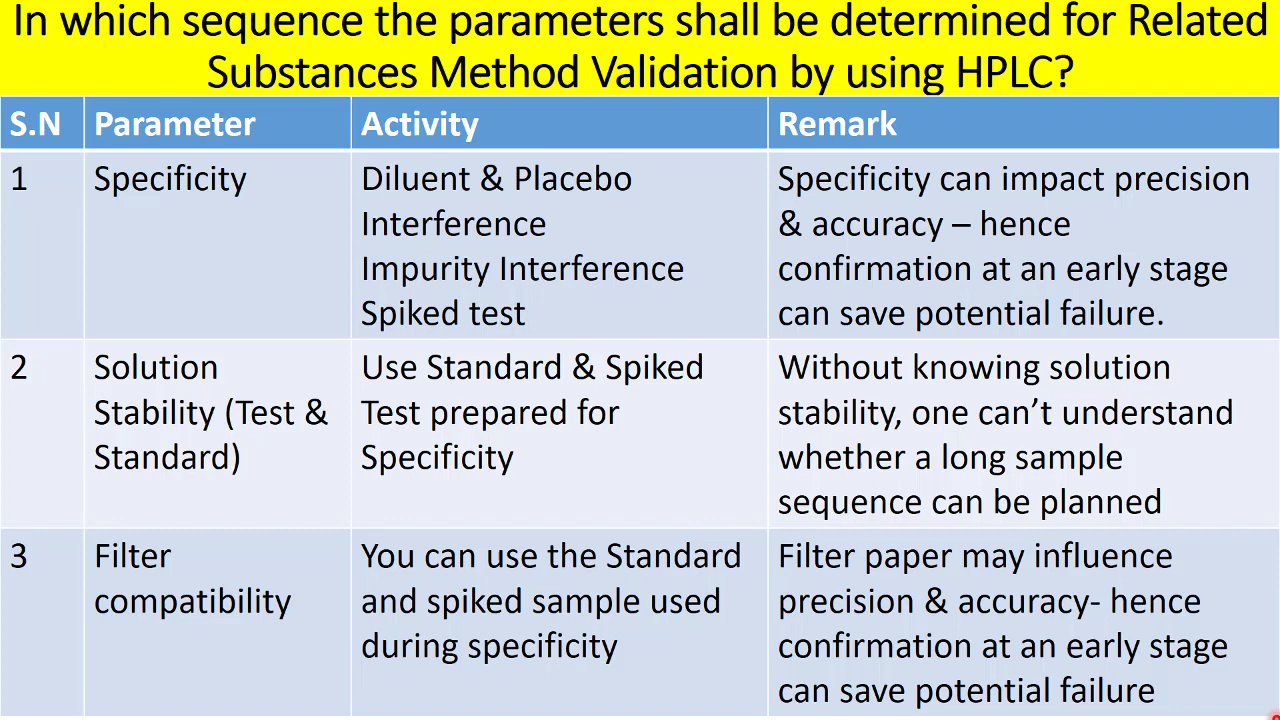 In which sequence the parameters shall be determined for Related
Substances Method Validation by using HPLC?
S.N Parameter Activity Remark
1 Specificity Diluent & Placebo Specificity can impact precision
Interference & accuracy – hence
Impurity Interference confirmation at an early stage
Spiked test can save potential failure.
2 Solution Use Standard & Spiked Without knowing solution
Stability (Test & Test prepared for stability, one can’t understand
Standard) Specificity whether a long sample
sequence can be planned
3 Filter You can use the Standard Filter paper may influence
compatibility and spiked sample used precision & accuracy- hence
during specificity confirmation at an early stage
can save potential failure